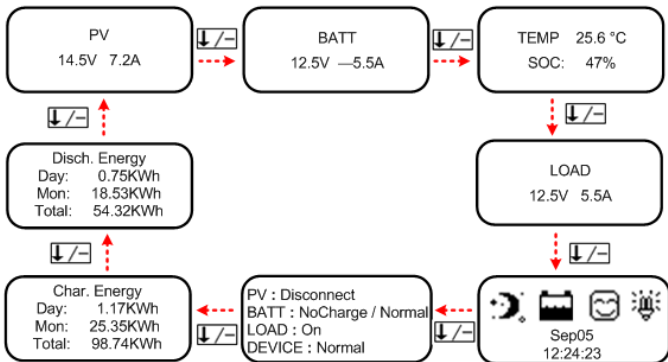 PV
14.5V 7.2A
↓/−
BATT
12.5V —5.5A
↓/−
TEMP 25.6 °C
SOC: 47%
↓/−
LOAD
12.5V 5.5A
↓/−
Sep05
12:24:23
↓/−
PV : Disconnect
BATT : NoCharge / Normal
LOAD : On
DEVICE : Normal
↓/−
Char. Energy
Day: 1.17KWh
Mon: 25.35KWh
Total: 98.74KWh
↓/−
Disch. Energy
Day: 0.75KWh
Mon: 18.53KWh
Total: 54.32KWh
↓/−